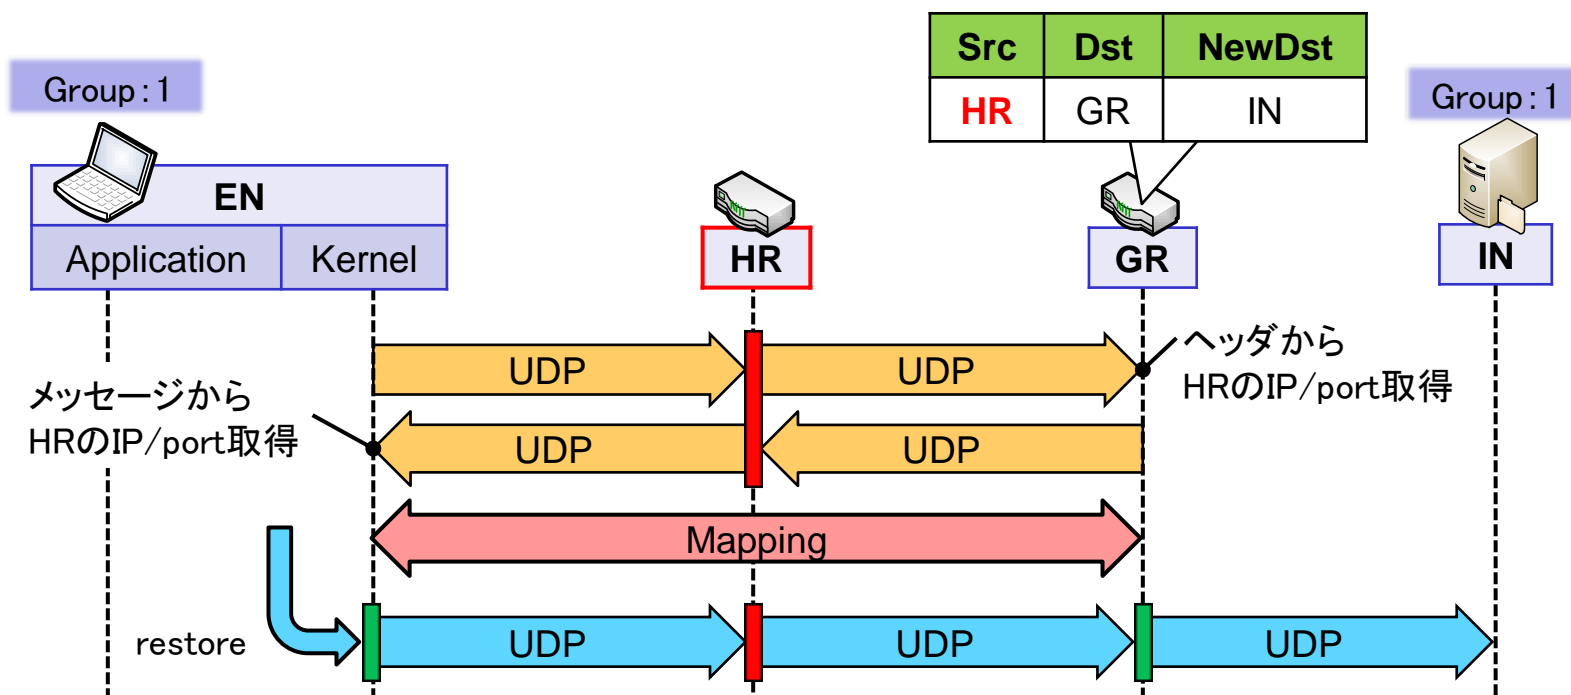 Src Dst NewDst
HR GR IN
Group:1
Group:1
EN
Application Kernel
HR
GR
IN
UDP
UDP
ヘッダから
HRのIP/port取得
メッセージから
HRのIP/port取得
UDP
UDP
Mapping
restore
UDP
UDP
UDP